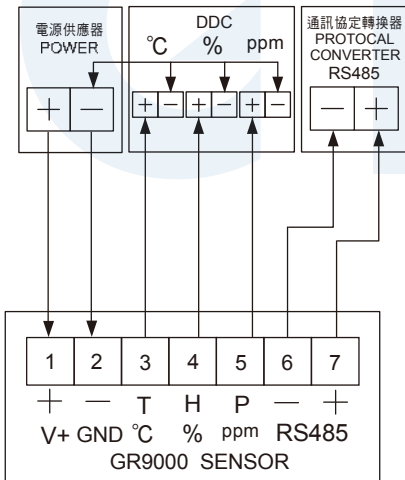 電源供應器
POWER
+ —
DDC
℃ % ppm
+ — + — + —
通訊協定轉換器
PROTOCAL
CONVERTER
RS485
— +
1 2 3 4 5 6 7
+ — T H P — +
V+ GND ℃ % ppm RS485
GR9000 SENSOR